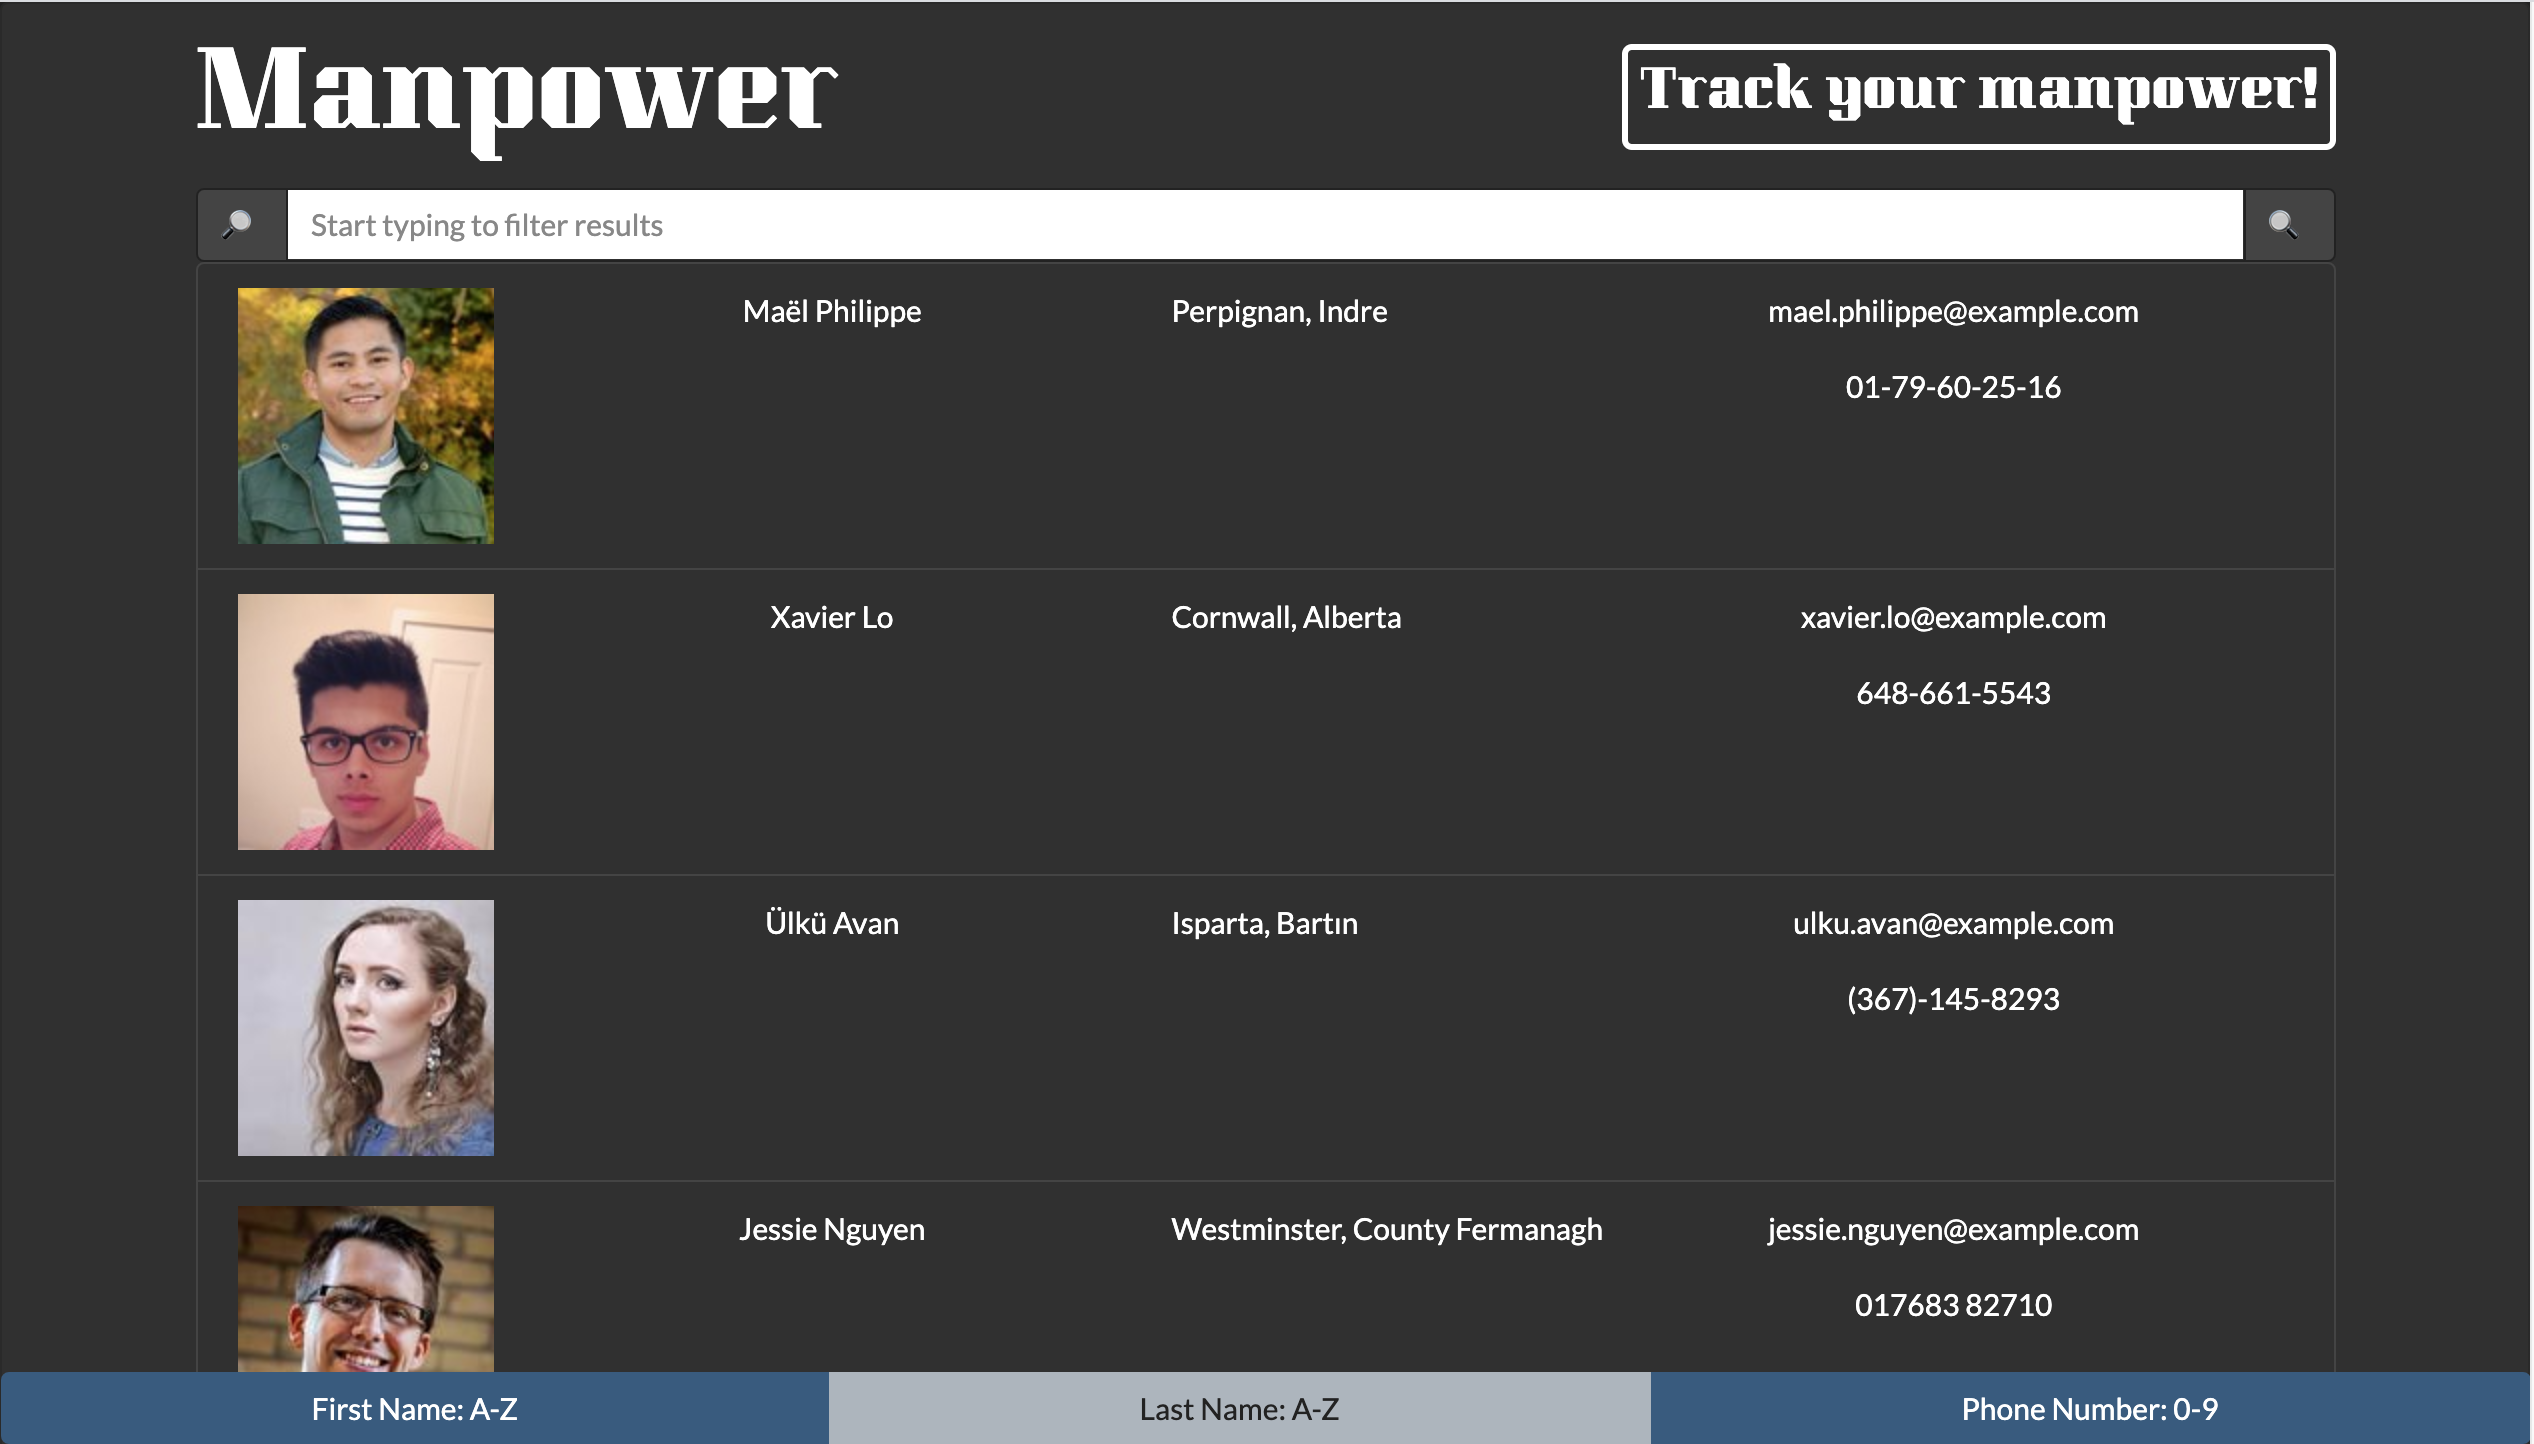 Manpower
Track your manpower!
Start typing to filter results
Maël Philippe
Perpignan, Indre
mael.philippe@example.com
01-79-60-25-16
Xavier Lo
Cornwall, Alberta
xavier.lo@example.com
648-661-5543
Ülkü Avan
Isparta, Bartın
ulku.avan@example.com
(367)-145-8293
Jessie Nguyen
Westminster, County Fermanagh
jessie.nguyen@example.com
017683 82710
First Name: A-Z
Last Name: A-Z
Phone Number: 0-9